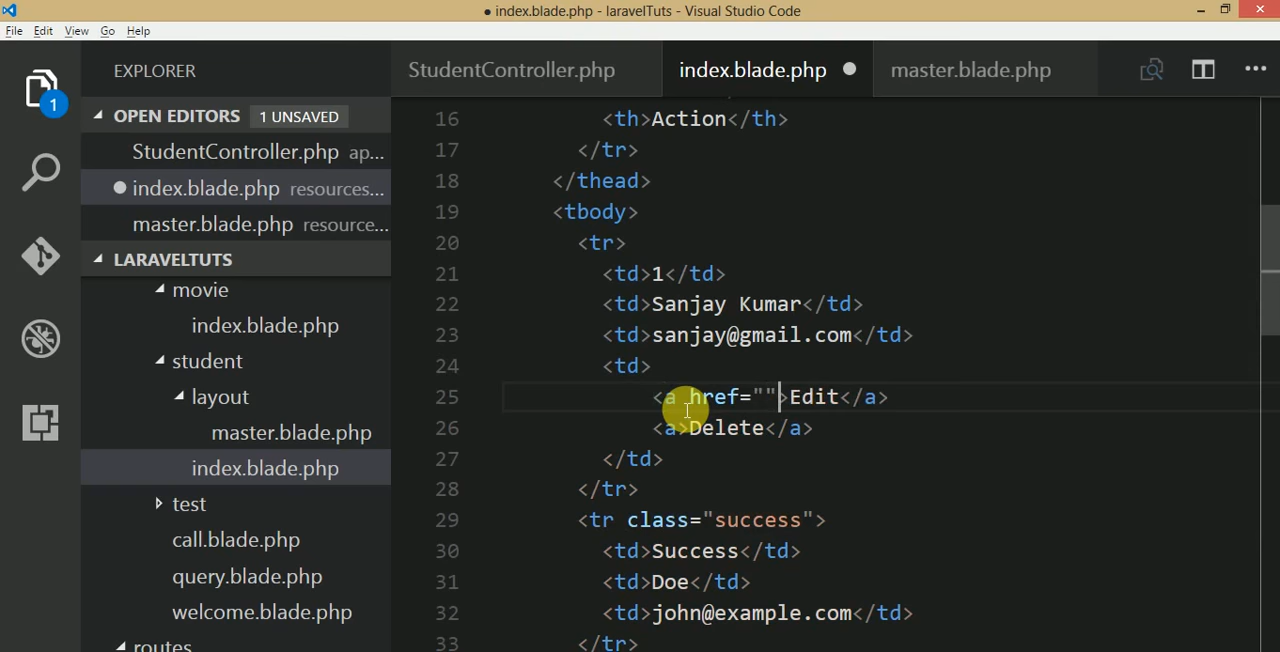 ● index.blade.php - laravelTuts - Visual Studio Code
File Edit View Go Help
EXPLORER
1
OPEN EDITORS 1 UNSAVED
StudentController.php ap...
index.blade.php resources...
master.blade.php resource...
LARAVELTUTS
movie
index.blade.php
student
layout
master.blade.php
index.blade.php
test
call.blade.php
query.blade.php
welcome.blade.php
routes
StudentController.php index.blade.php master.blade.php
16 <th>Action</th>
17 </tr>
18 </thead>
19 <tbody>
20 <tr>
21 <td>1</td>
22 <td>Sanjay Kumar</td>
23 <td>sanjay@gmail.com</td>
24 <td>
25 <a href="">Edit</a>
26 <a>Delete</a>
27 </td>
28 </tr>
29 <tr class="success">
30 <td>Success</td>
31 <td>Doe</td>
32 <td>john@example.com</td>
33 </tr>